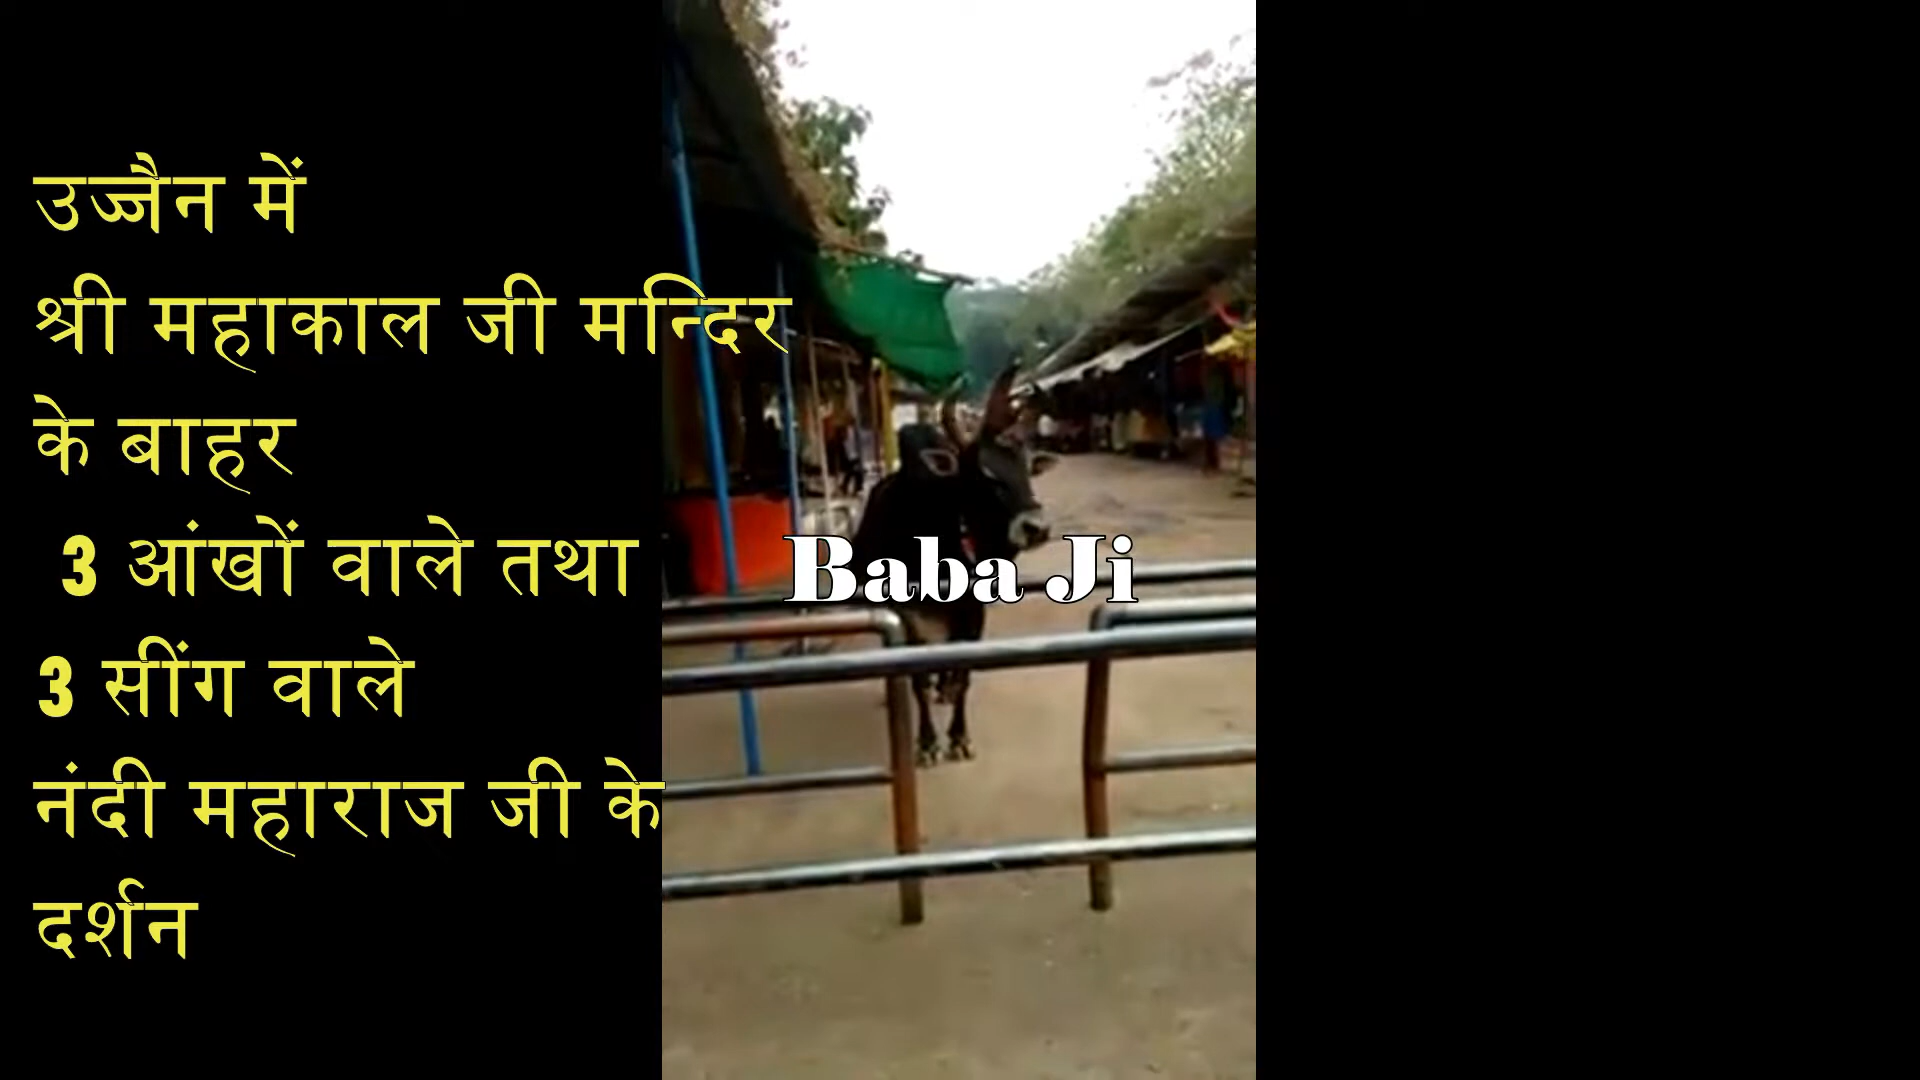 उज्जैन में
श्री महाकाल जी मन्दिर
के बाहर
3 आंखों वाले तथा
3 सींग वाले
नंदी महाराज जी के
दर्शन
Baba Ji